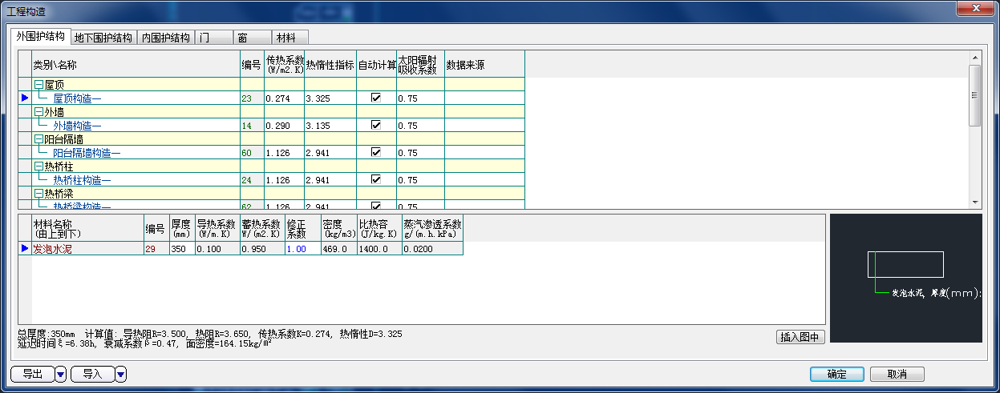 工程构造
外围护结构 地下围护结构 内围护结构 门 窗 材料
类别\名称 编号 传热系数(W/m2.K) 热惰性指标 自动计算 太阳辐射吸收系数 数据来源
屋顶
屋顶构造一 23 0.274 3.325 0.75
外墙
外墙构造一 14 0.290 3.135 0.75
阳台隔墙
阳台隔墙构造一 60 1.126 2.941 0.75
热桥柱
热桥柱构造一 24 1.126 2.941 0.75
热桥梁
热桥梁构造一 62 1.126 2.941 0.75
材料名称(由上到下) 编号 厚度(mm) 导热系数(W/m.K) 蓄热系数W/(m2.K) 修正系数 密度(kg/m3) 比热容(J/kg.K) 蒸汽渗透系数g/(m.h.kPa)
发泡水泥 29 350 0.100 0.950 1.00 469.0 1400.0 0.0200
发泡水泥, 厚度(mm):
总厚度:350mm 计算值: 导热阻R=3.500, 热阻R=3.650, 传热系数K=0.274, 热惰性D=3.325
延迟时间ξ=6.38h, 衰减系数β=0.47, 面密度=164.15kg/㎡
插入图中
导出 导入 确定 取消